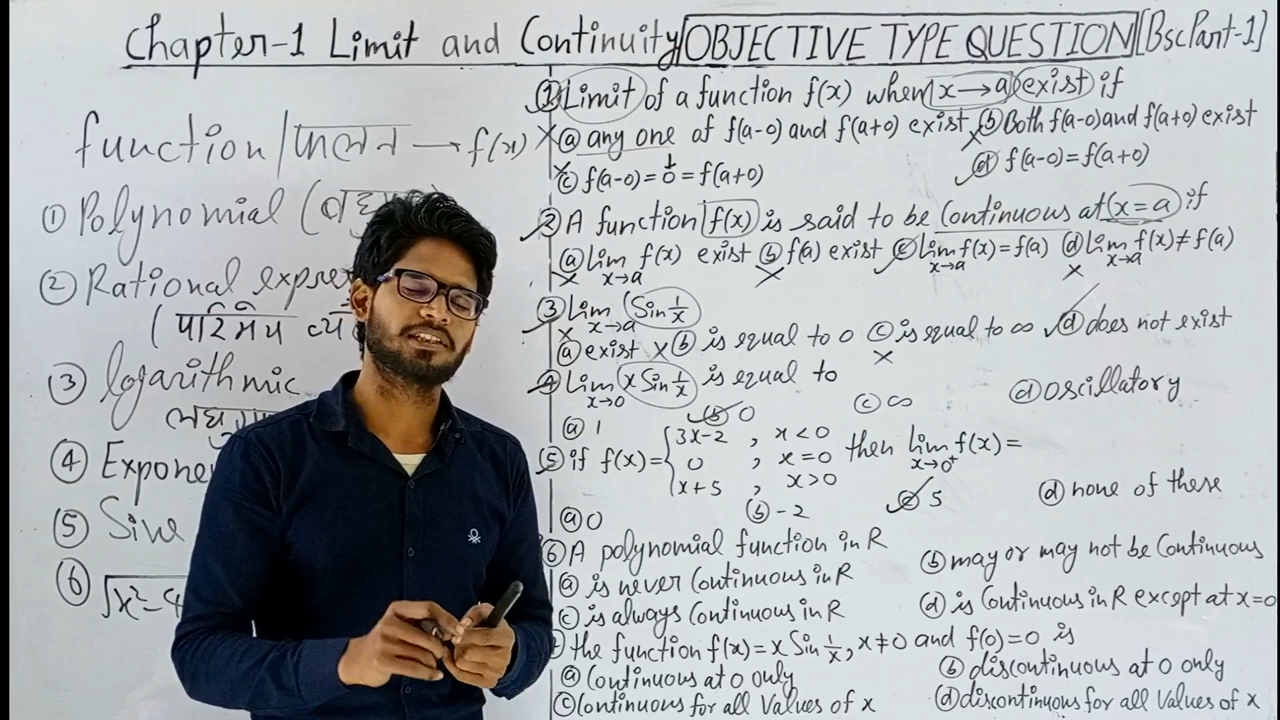 Chapter-1 Limit and Continuity OBJECTIVE TYPE QUESTION [Bsc Part-1]
function / फलन → f(x)
① Polynomial (
② Rational expre
( परिमेय व्यं
③ logarithmic
④ Expone
⑤ Sine
⑥ √x²-4
① Limit of a function f(x) when x→a exist if
ⓐ any one of f(a-0) and f(a+0) exist ⓑ Both f(a-0) and f(a+0) exist
ⓒ f(a-0) = = f(a+0) ⓓ f(a-0) = f(a+0)
② A function f(x) is said to be Continuous at x=a if
ⓐ Lim x→a f(x) exist ⓑ f(a) exist ⓒ Lim x→a f(x) = f(a) ⓓ Lim x→a f(x) ≠ f(a)
③ Lim x→a Sin 1/x
ⓐ exist ⓑ is equal to 0 ⓒ is equal to ∞ ⓓ does not exist
④ Lim x→0 x Sin 1/x is equal to
ⓐ 1 ⓑ 0 ⓒ ∞ ⓓ oscillatory
⑤ if f(x) = { 3x-2 , x<0
0 , x=0 then lim x→0⁺ f(x) =
x+5 , x>0
ⓐ 0 ⓑ -2 ⓒ 5 ⓓ none of these
⑥ A polynomial function in R
ⓐ is never Continuous in R ⓑ may or may not be Continuous
ⓒ is always Continuous in R ⓓ is Continuous in R except at x=0
the function f(x) = x Sin 1/x, x≠0 and f(0)=0 is
ⓐ Continuous at 0 only ⓑ discontinuous at 0 only
ⓒ Continuous for all Values of x ⓓ discontinuous for all Values of x